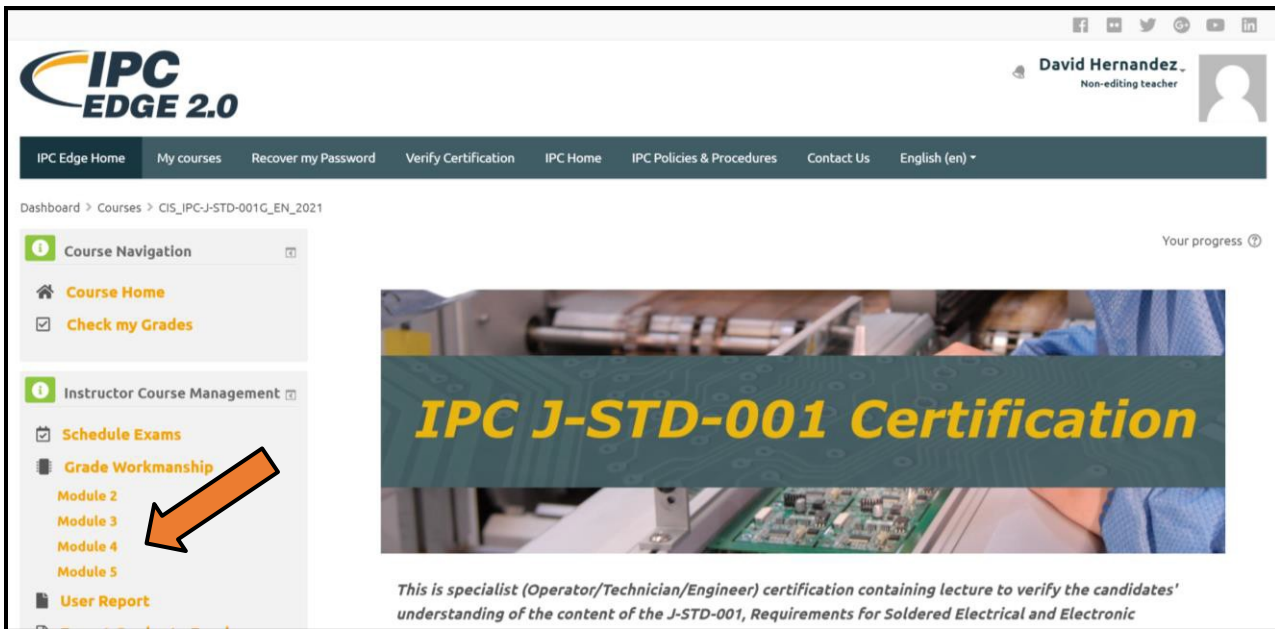 IPC
EDGE 2.0
David Hernandez
Non-editing teacher
IPC Edge Home My courses Recover my Password Verify Certification IPC Home IPC Policies & Procedures Contact Us English (en)
Dashboard > Courses > CIS_IPC-J-STD-001G_EN_2021
Your progress
Course Navigation
Course Home
Check my Grades
Instructor Course Management
Schedule Exams
Grade Workmanship
Module 2
Module 3
Module 4
Module 5
User Report
IPC J-STD-001 Certification
This is specialist (Operator/Technician/Engineer) certification containing lecture to verify the candidates'
understanding of the content of the J-STD-001, Requirements for Soldered Electrical and Electronic